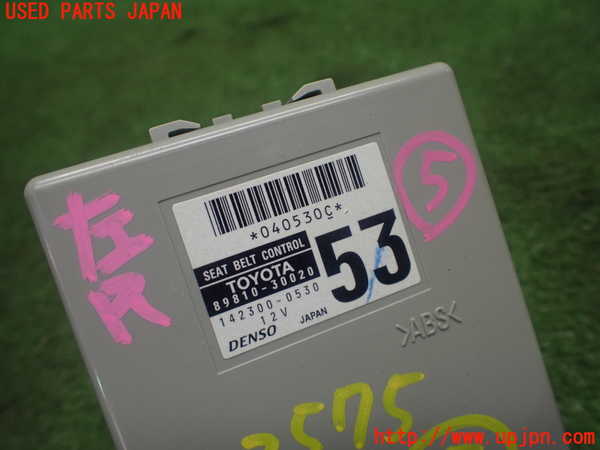 USED PARTS JAPAN
左
R
5
*040530C*
SEAT BELT CONTROL
TOYOTA
89810-30020
53
142300-0530
12V
DENSO JAPAN
>ABS<
3575
http://www.upjpn.com/